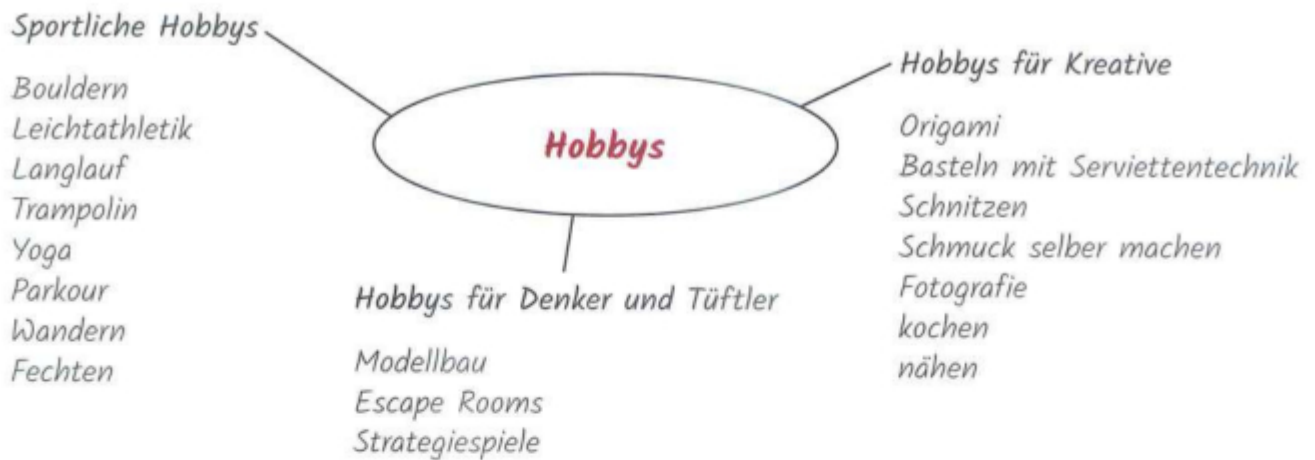 Sportliche Hobbys
Bouldern
Leichtathletik
Langlauf
Trampolin
Yoga
Parkour
Wandern
Fechten
Hobbys
Hobbys für Denker und Tüftler
Modellbau
Escape Rooms
Strategiespiele
Hobbys für Kreative
Origami
Basteln mit Serviettentechnik
Schnitzen
Schmuck selber machen
Fotografie
kochen
nähen